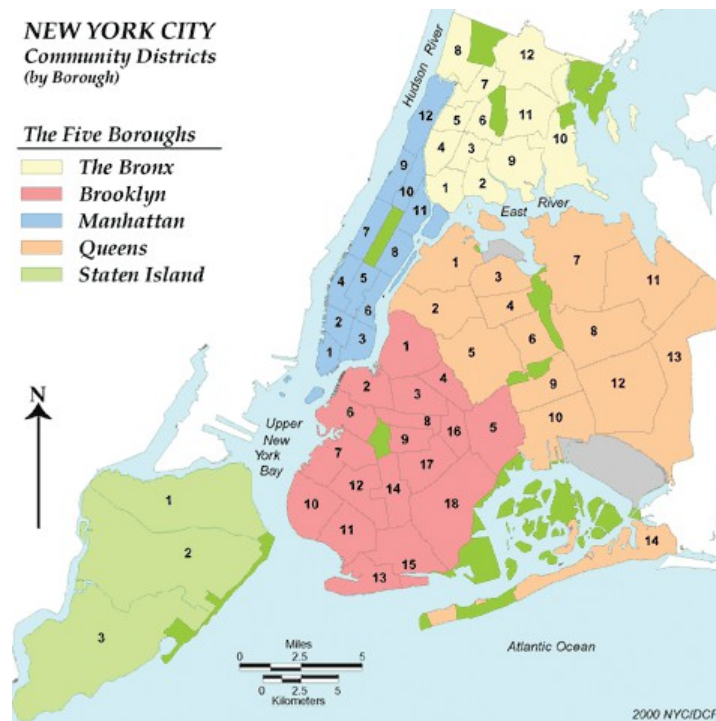 NEW YORK CITY
Community Districts
(by Borough)
The Five Boroughs
The Bronx
Brooklyn
Manhattan
Queens
Staten Island
Hudson River
8
12
7
12
5
6
11
4
3
9
10
9
10
1
2
11
East River
7
8
4
5
6
2
3
1
1
3
7
11
2
4
8
13
5
6
9
12
10
14
1
2
3
4
6
8
5
7
9
16
17
12
14
18
10
11
15
13
Upper
New
York
Bay
N
1
2
3
Miles
0 2.5 5
0 2.5 5
Kilometers
Atlantic Ocean
2000 NYC/DCP